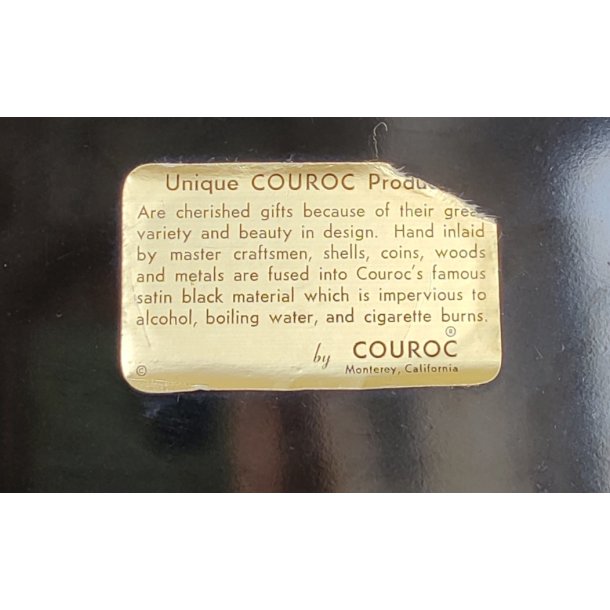 Unique COUROC Produ
Are cherished gifts because of their grea
variety and beauty in design. Hand inlaid
by master craftsmen, shells, coins, woods
and metals are fused into Couroc's famous
satin black material which is impervious to
alcohol, boiling water, and cigarette burns.
®
by COUROC
© Monterey, California